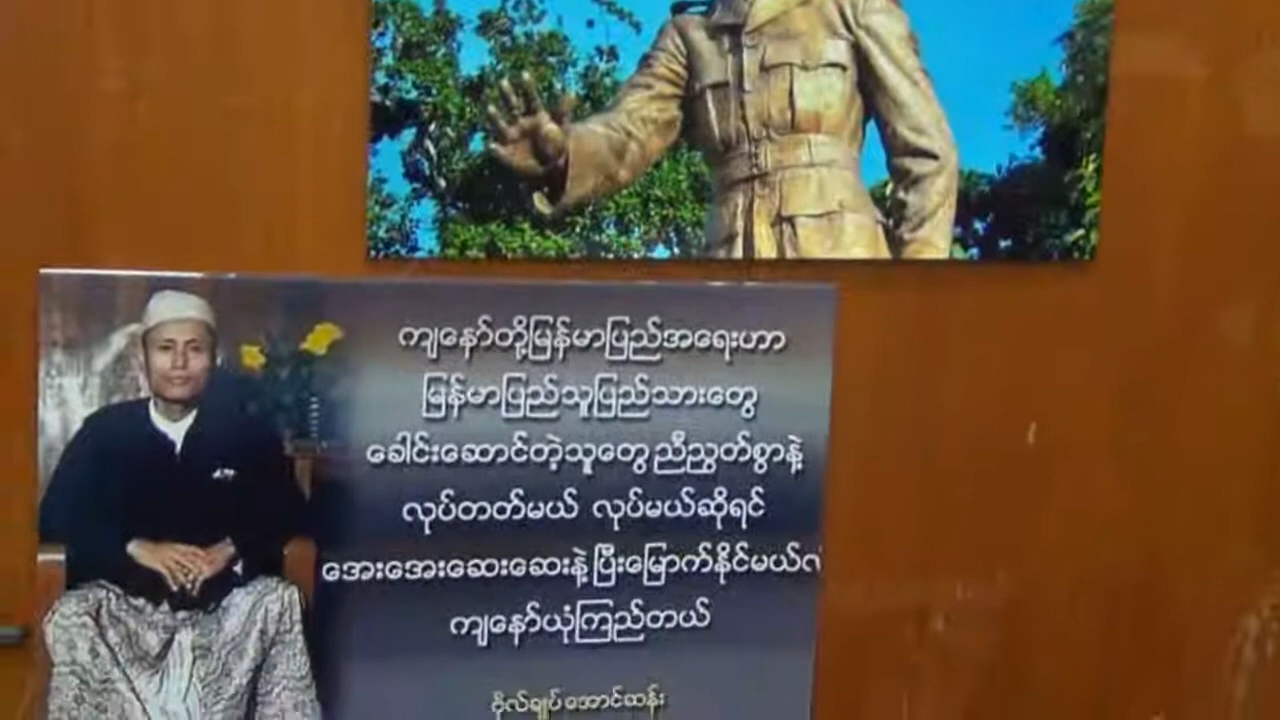 ကျနော်တို့မြန်မာပြည်အရေးဟာ
မြန်မာပြည်သူပြည်သားတွေ
ခေါင်းဆောင်တဲ့သူတွေ ညီညွတ်စွာနဲ့
လုပ်တတ်မယ် လုပ်မယ်ဆိုရင်
အေးအေးဆေးဆေးနဲ့ ပြီးမြောက်နိုင်မယ်လ
ကျနော်ယုံကြည်တယ်
ဗိုလ်ချုပ်အောင်ဆန်း